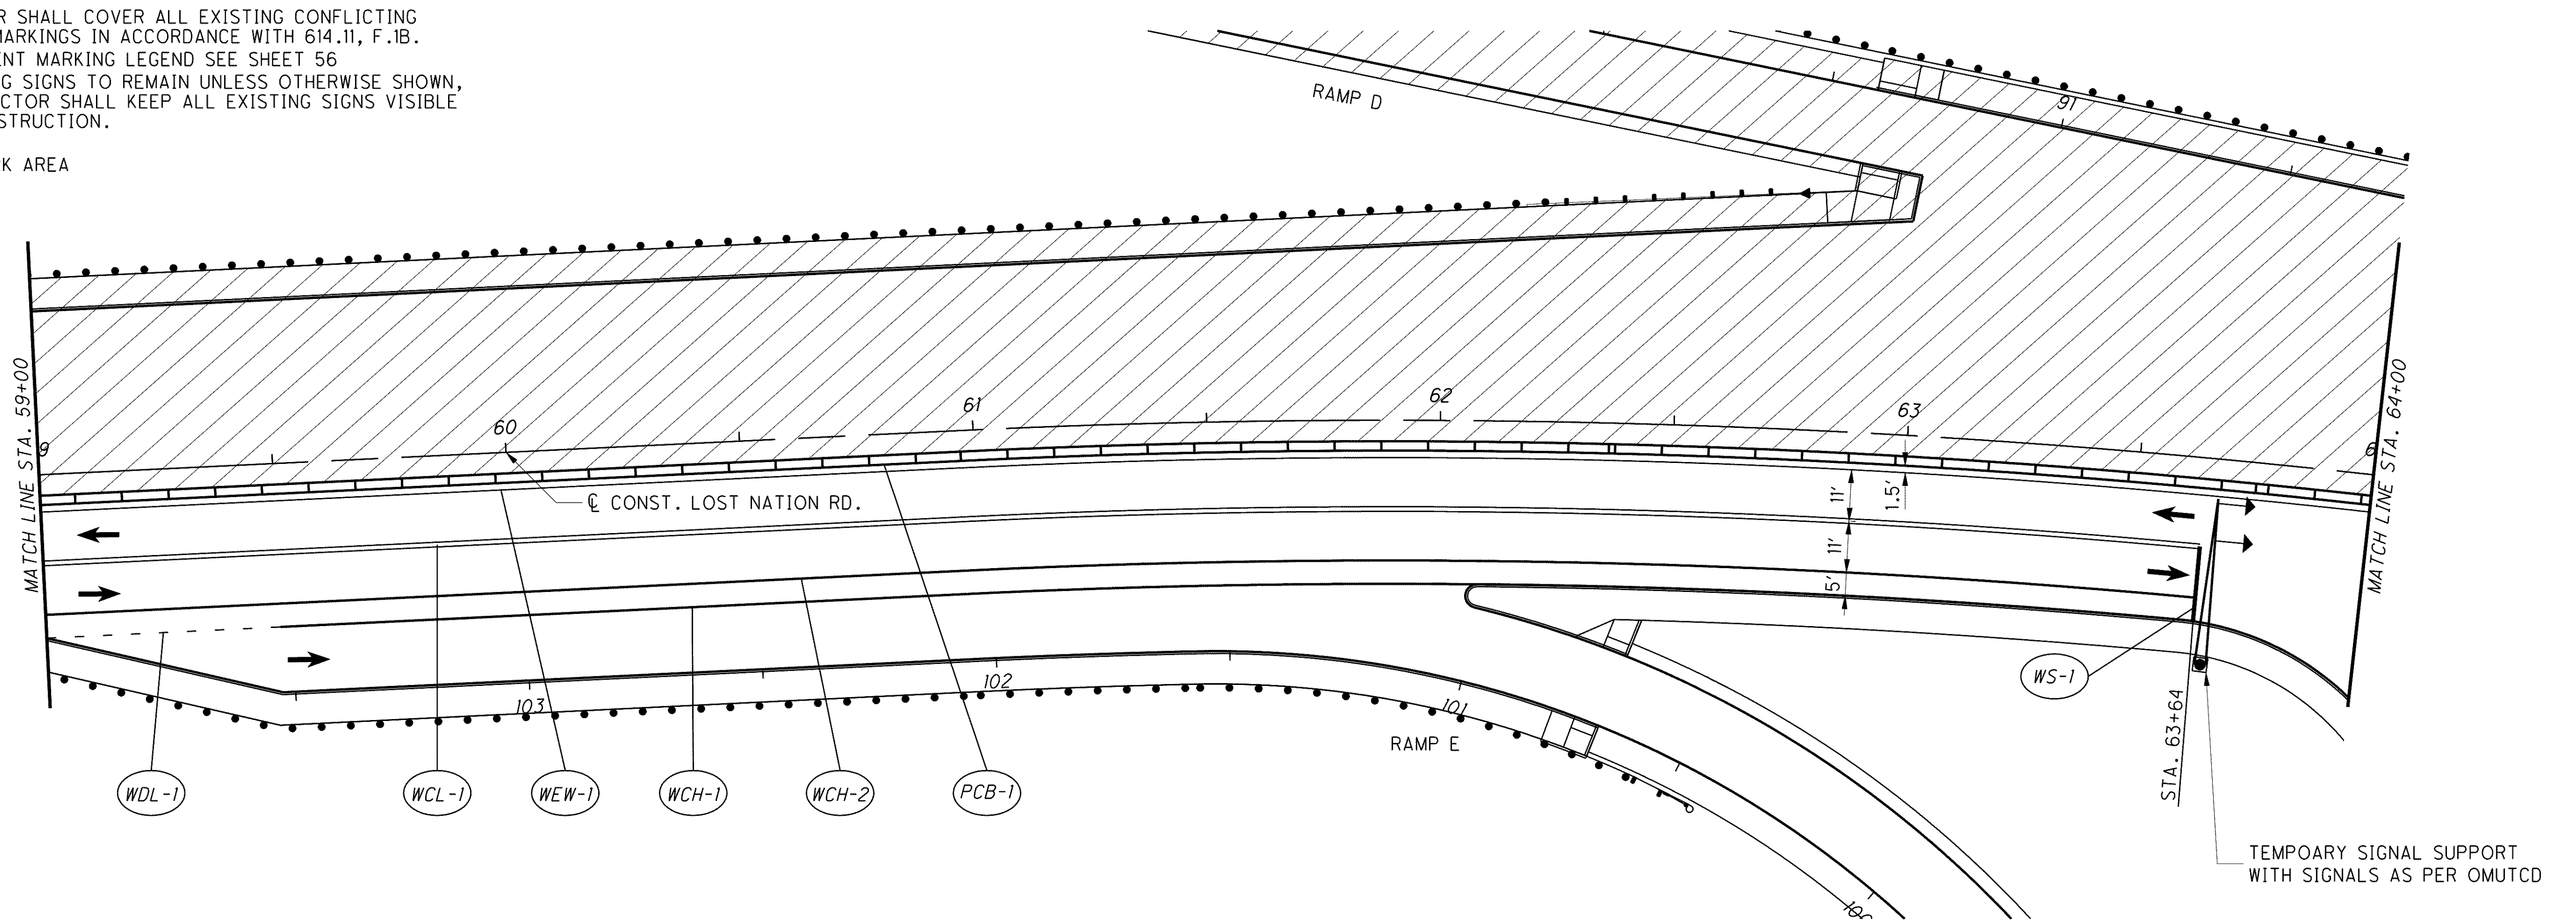 R SHALL COVER ALL EXISTING CONFLICTING
MARKINGS IN ACCORDANCE WITH 614.11, F.1B.
ENT MARKING LEGEND SEE SHEET 56
G SIGNS TO REMAIN UNLESS OTHERWISE SHOWN,
CTOR SHALL KEEP ALL EXISTING SIGNS VISIBLE
STRUCTION.
K AREA
RAMP D
91
MATCH LINE STA. 59+00
9
60
61
62
63
6
MATCH LINE STA. 64+00
℄ CONST. LOST NATION RD.
11'
1.5'
11'
5'
103
102
101
100
RAMP E
WS-1
STA. 63+64
WDL-1
WCL-1
WEW-1
WCH-1
WCH-2
PCB-1
TEMPOARY SIGNAL SUPPORT
WITH SIGNALS AS PER OMUTCD